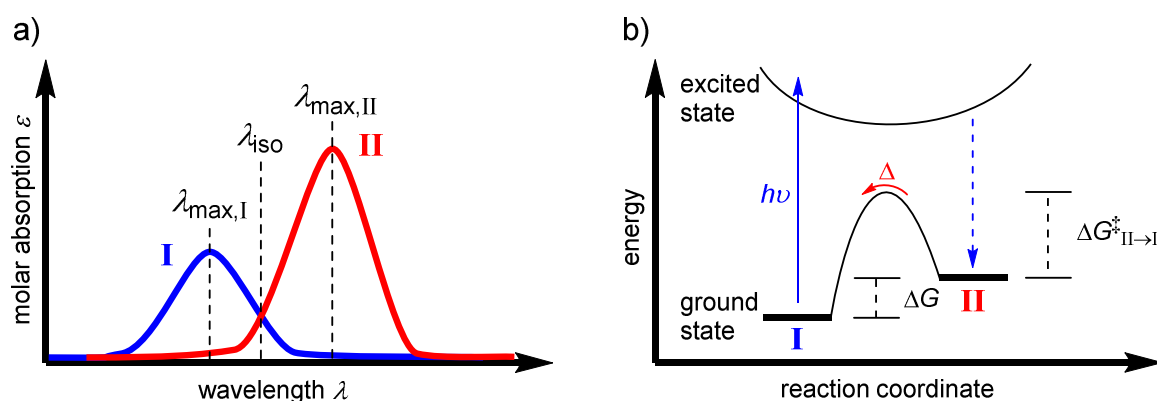 a)
molar absorption ε
λmax,I
λiso
λmax,II
I
II
wavelength λ
b)
energy
excited
state
hυ
Δ
ΔG‡II→I
ΔG
ground
state
I
II
reaction coordinate